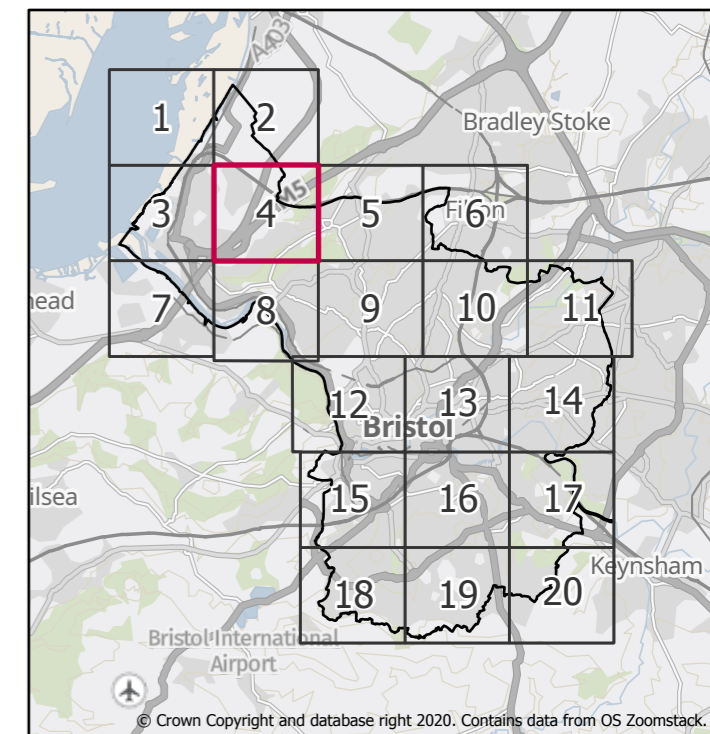 A403
1
2
Bradley Stoke
M5
3
4
5
Filton
6
head
7
8
9
10
11
12
13
14
Bristol
ilsea
15
16
17
Keynsham
18
19
20
Bristol International
Airport
© Crown Copyright and database right 2020. Contains data from OS Zoomstack.